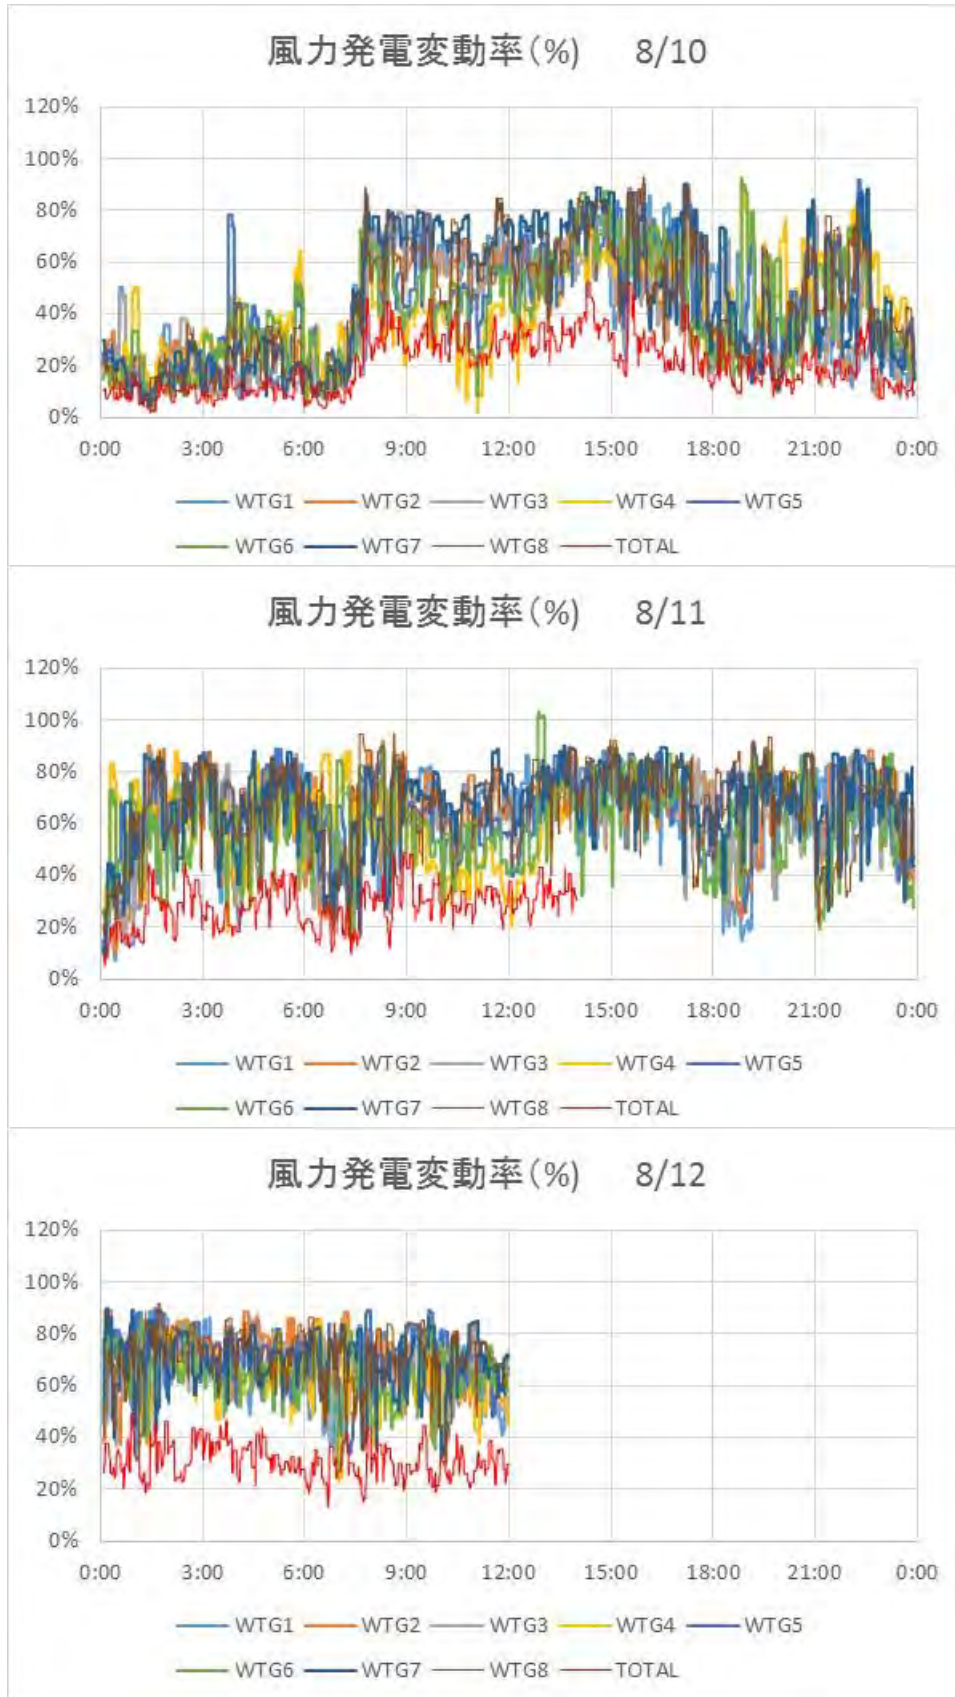 風力発電変動率(%) 8/10
120%
100%
80%
60%
40%
20%
0%
0:00 3:00 6:00 9:00 12:00 15:00 18:00 21:00 0:00
WTG1 WTG2 WTG3 WTG4 WTG5
WTG6 WTG7 WTG8 TOTAL
風力発電変動率(%) 8/11
120%
100%
80%
60%
40%
20%
0%
0:00 3:00 6:00 9:00 12:00 15:00 18:00 21:00 0:00
WTG1 WTG2 WTG3 WTG4 WTG5
WTG6 WTG7 WTG8 TOTAL
風力発電変動率(%) 8/12
120%
100%
80%
60%
40%
20%
0%
0:00 3:00 6:00 9:00 12:00 15:00 18:00 21:00 0:00
WTG1 WTG2 WTG3 WTG4 WTG5
WTG6 WTG7 WTG8 TOTAL